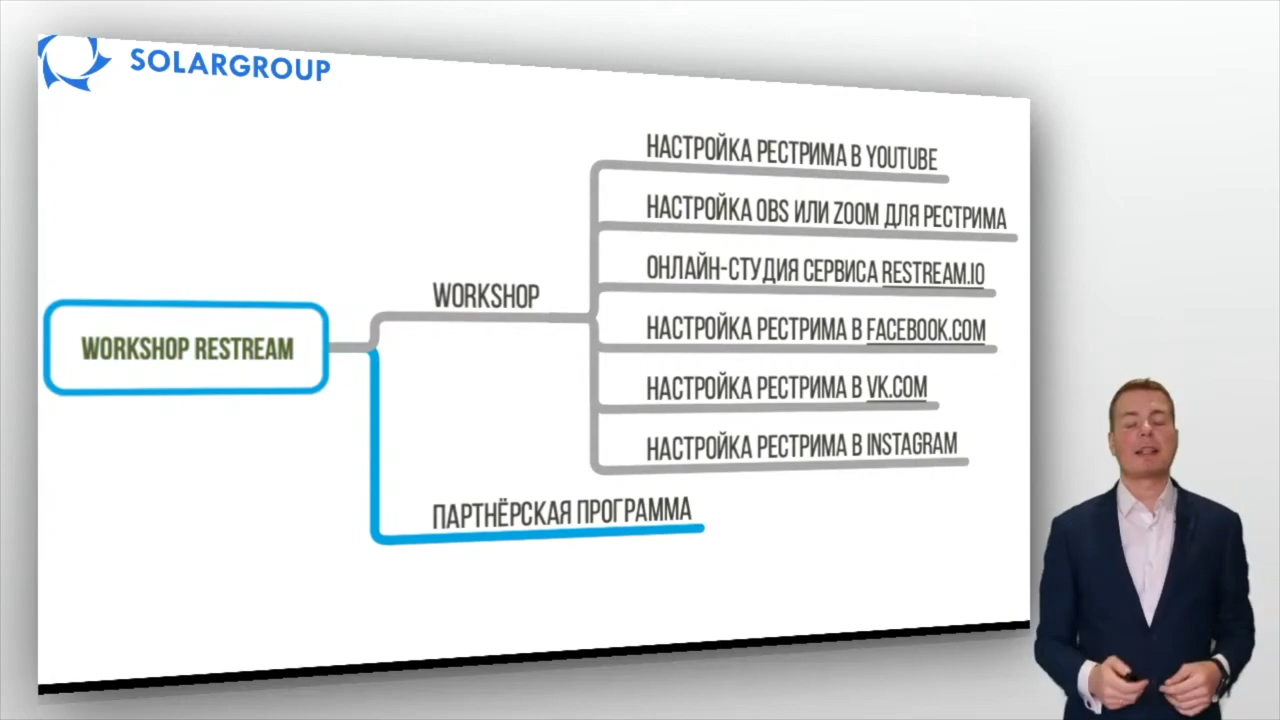 SOLARGROUP
НАСТРОЙКА РЕСТРИМА В YOUTUBE
НАСТРОЙКА OBS ИЛИ ZOOM ДЛЯ РЕСТРИМА
ОНЛАЙН-СТУДИЯ СЕРВИСА RESTREAM.IO
WORKSHOP
НАСТРОЙКА РЕСТРИМА В FACEBOOK.COM
WORKSHOP RESTREAM
НАСТРОЙКА РЕСТРИМА В VK.COM
НАСТРОЙКА РЕСТРИМА В INSTAGRAM
ПАРТНЁРСКАЯ ПРОГРАММА